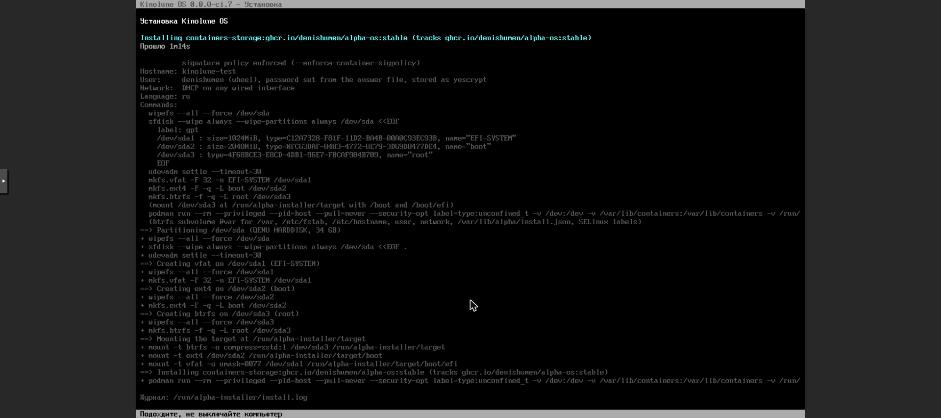 Kinolune OS 0.0.0-ci.7 - Установка
Установка Kinolune OS
Installing containers-storage:ghcr.io/denishumen/alpha-os:stable (tracks ghcr.io/denishumen/alpha-os:stable)
Прошло 1m14s
signature policy enforced (--enforce-container-sigpolicy)
Hostname: kinolune-test
User: denishumen (wheel), password set from the answer file, stored as yescrypt
Network: DHCP on any wired interface
Language: ru
Commands:
wipefs --all --force /dev/sda
sfdisk --wipe always --wipe-partitions always /dev/sda <<EOF
label: gpt
/dev/sda1 : size=1024MiB, type=C12A7328-F81F-11D2-BA4B-00A0C93EC93B, name="EFI-SYSTEM"
/dev/sda2 : size=2048MiB, name="boot"
/dev/sda3 : type=4F68BCE3-E8CD-4DB1-96E7-FBCAF984B709, name="root"
EOF
udevadm settle --timeout=30
mkfs.vfat -F 32 -n EFI-SYSTEM /dev/sda1
mkfs.ext4 -F -q -L boot /dev/sda2
mkfs.btrfs -f -q -L root /dev/sda3
(mount /dev/sda3 at /run/alpha-installer/target with /boot and /boot/efi)
podman run --rm --privileged --pid=host --pull=never --security-opt label=type:unconfined_t -v /dev:/dev -v /var/lib/containers:/var/lib/containers -v /run/
(btrfs subvolume @var for /var, /etc/fstab, /etc/hostname, user, network, /var/lib/alpha/install.json, SELinux labels)
==> Partitioning /dev/sda (QEMU HARDDISK, 34 GB)
+ wipefs --all --force /dev/sda
+ sfdisk --wipe always --wipe-partitions always /dev/sda <<EOF .
+ udevadm settle --timeout=30
==> Creating vfat on /dev/sda1 (EFI-SYSTEM)
+ wipefs --all --force /dev/sda1
+ mkfs.vfat -F 32 -n EFI-SYSTEM /dev/sda1
==> Creating ext4 on /dev/sda2 (boot)
+ wipefs --all --force /dev/sda2
+ mkfs.ext4 -F -q -L boot /dev/sda2
==> Creating btrfs on /dev/sda3 (root)
+ wipefs --all --force /dev/sda3
+ mkfs.btrfs -f -q -L root /dev/sda3
==> Mounting the target at /run/alpha-installer/target
+ mount -t btrfs -o compress=zstd:1 /dev/sda3 /run/alpha-installer/target
+ mount -t ext4 /dev/sda2 /run/alpha-installer/target/boot
+ mount -t vfat -o umask=0077 /dev/sda1 /run/alpha-installer/target/boot/efi
==> Installing containers-storage:ghcr.io/denishumen/alpha-os:stable (tracks ghcr.io/denishumen/alpha-os:stable)
+ podman run --rm --privileged --pid=host --pull=never --security-opt label=type:unconfined_t -v /dev:/dev -v /var/lib/containers:/var/lib/containers -v /run/
Журнал: /run/alpha-installer/install.log
Подождите, не выключайте компьютер